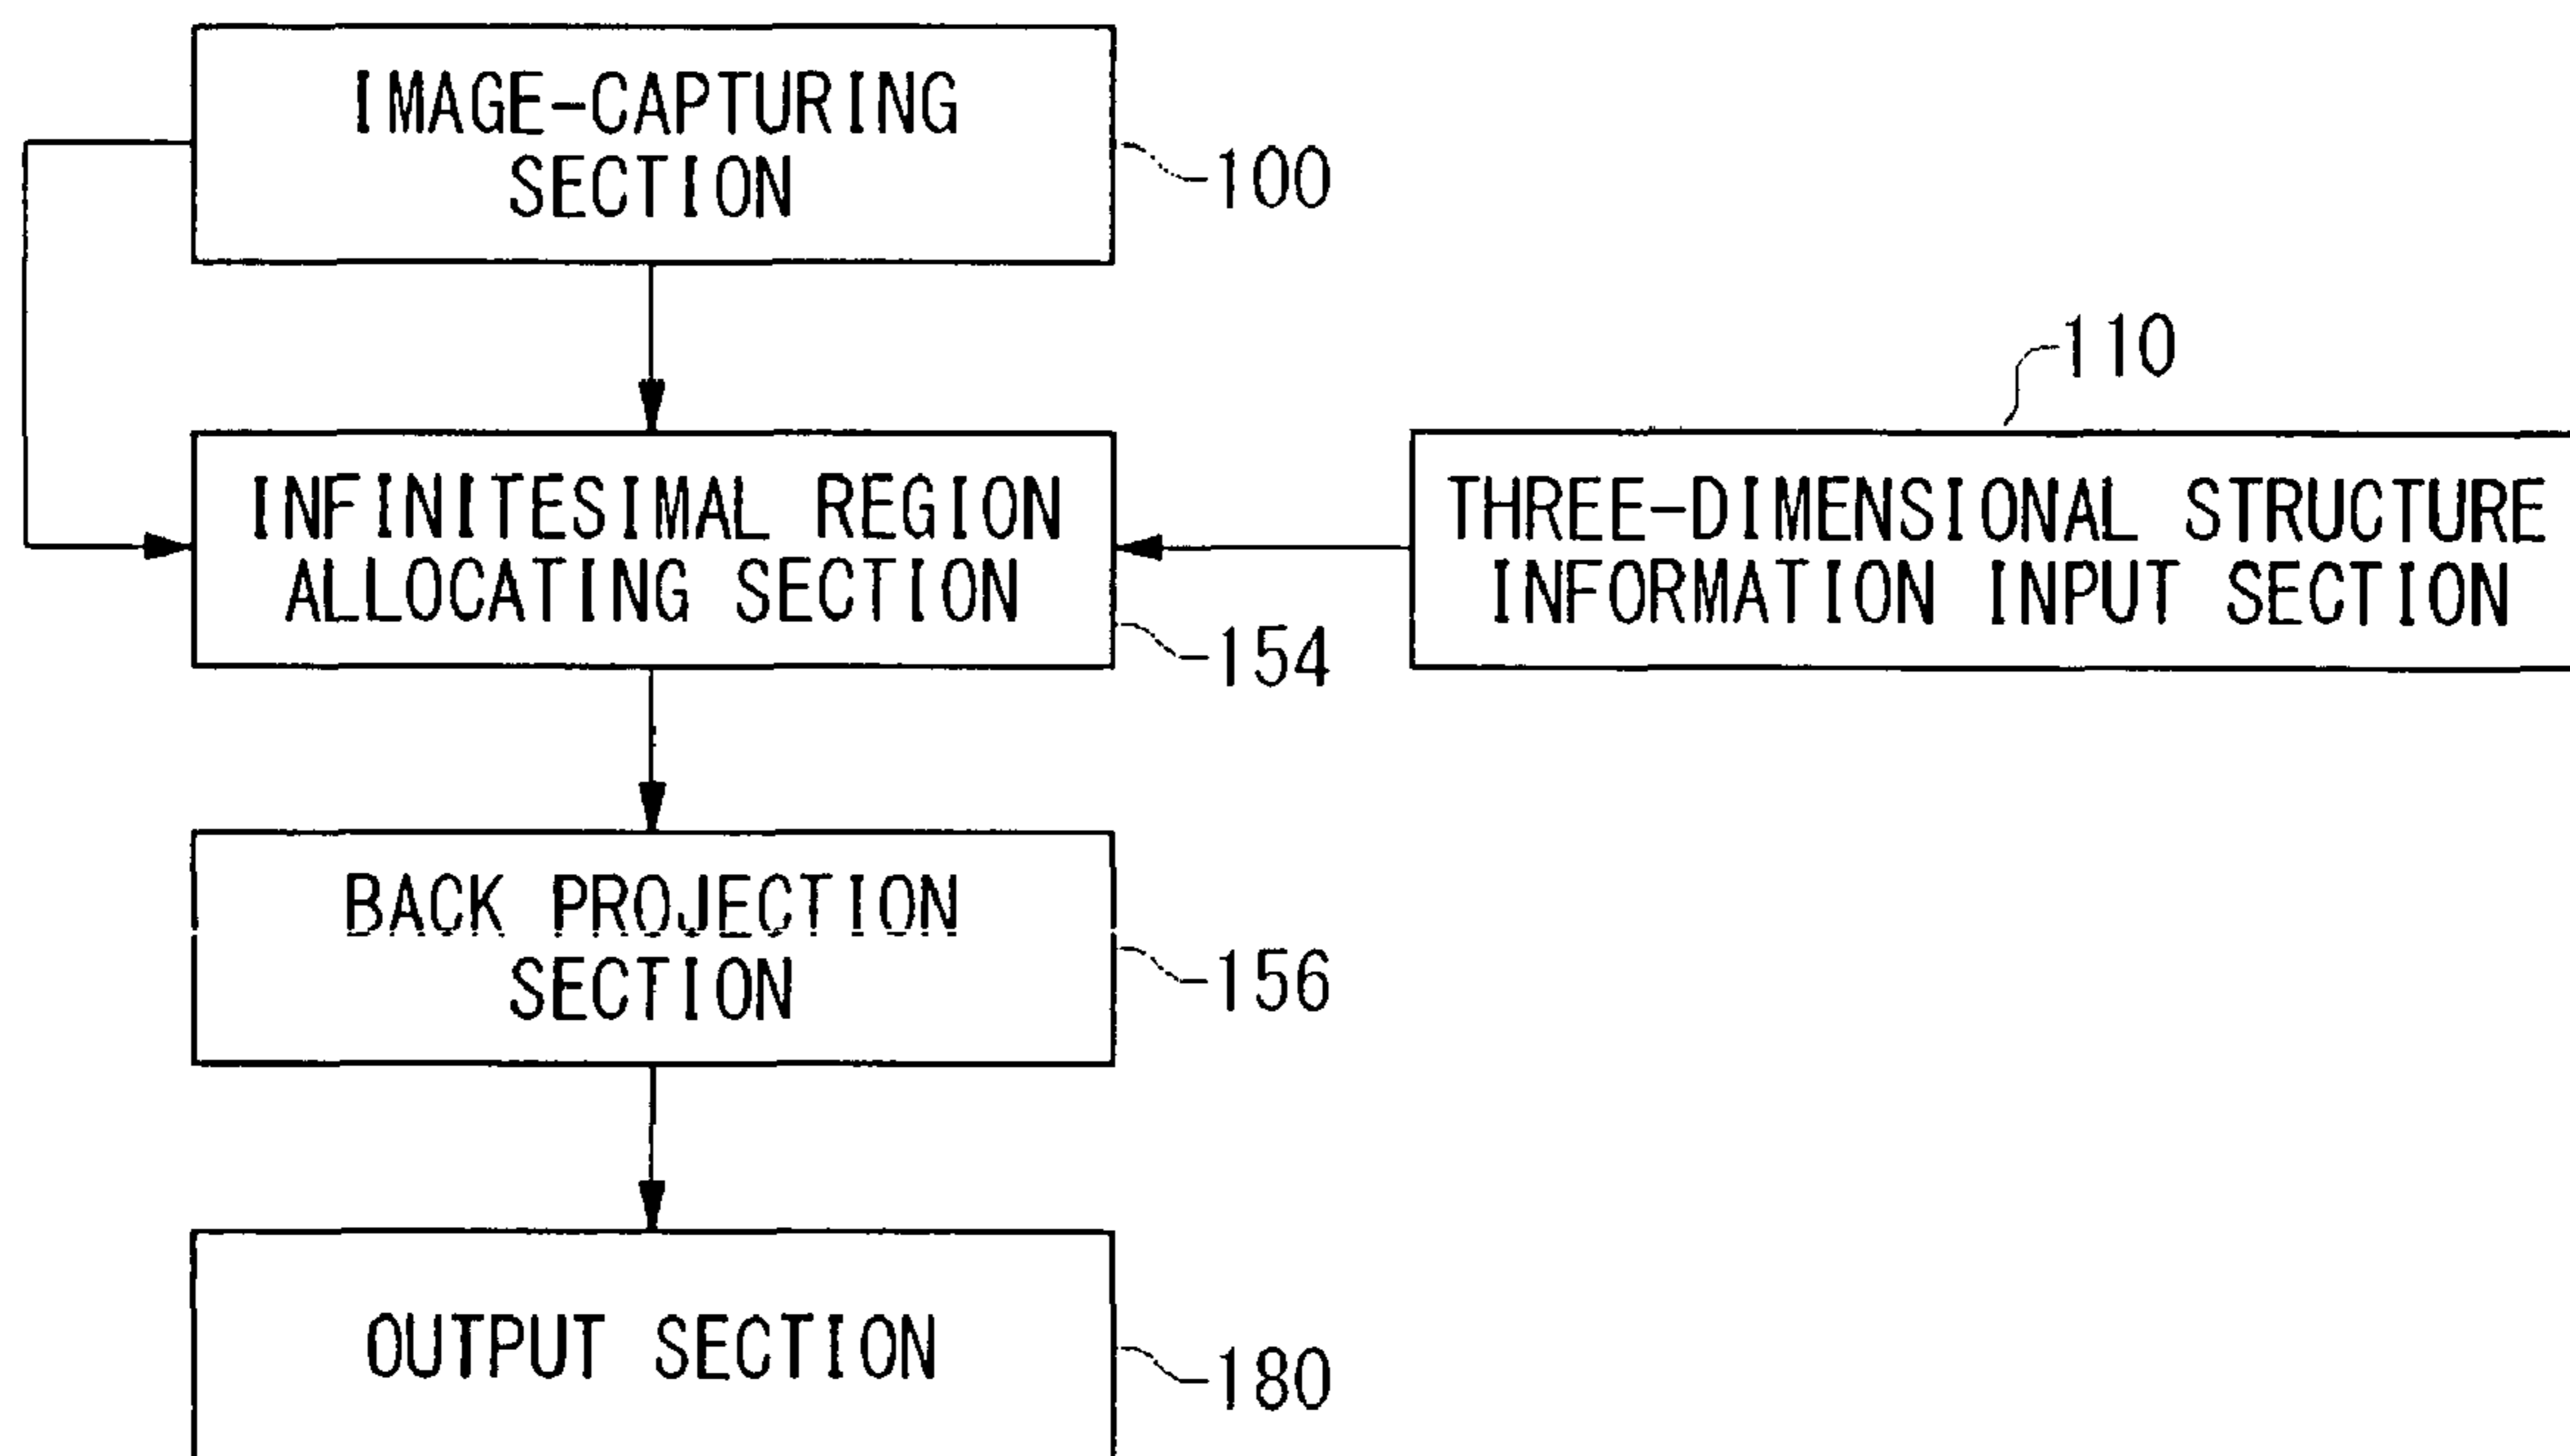 IMAGE-CAPTURING
SECTION
100
110
INFINITESIMAL REGION
ALLOCATING SECTION
154
THREE-DIMENSIONAL STRUCTURE
INFORMATION INPUT SECTION
BACK PROJECTION
SECTION
156
OUTPUT SECTION
180